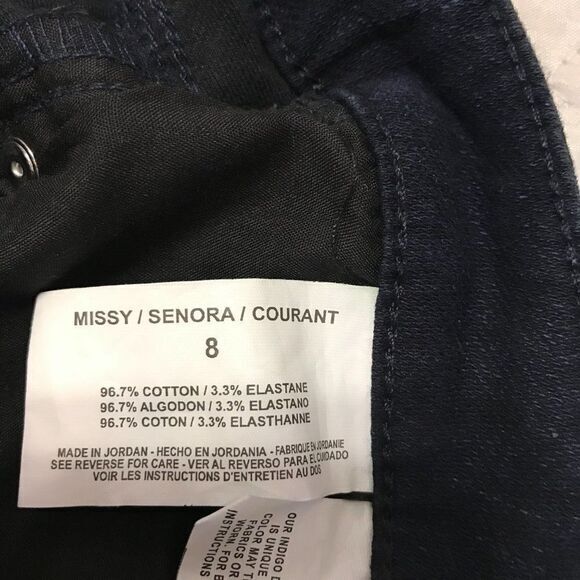 MISSY / SENORA / COURANT
8
96.7% COTTON / 3.3% ELASTANE
96.7% ALGODON / 3.3% ELASTANO
96.7% COTON / 3.3% ELASTHANNE
MADE IN JORDAN - HECHO EN JORDANIA - FABRIQUE EN JORDANIE
SEE REVERSE FOR CARE - VER AL REVERSO PARA EL CUIDADO
VOIR LES INSTRUCTIONS D'ENTRETIEN AU DOS
OUR INDIGO
IS UNIQUE
COLOR MAY
FABRICS OR
WORN.
INSTRUCT